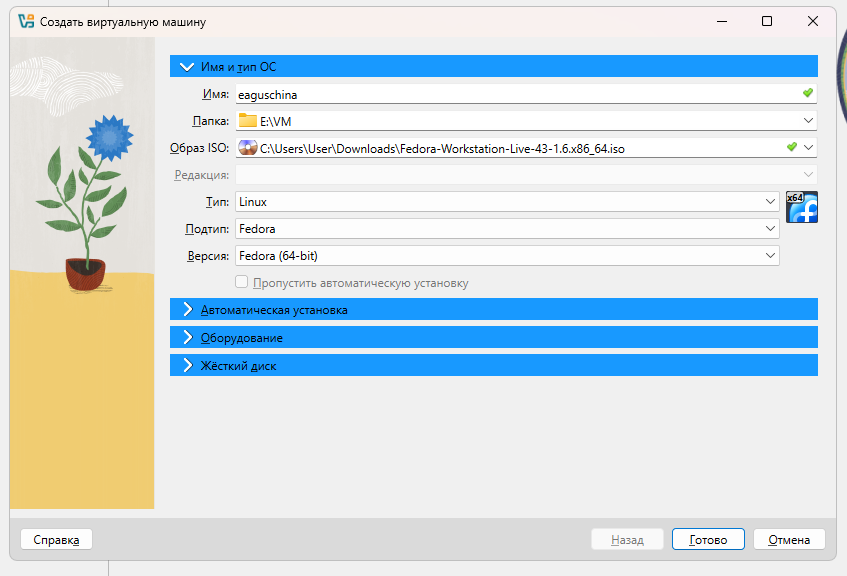 Создать виртуальную машину
Имя и тип ОС
Имя: eaguschina
Папка: E:\VM
Образ ISO: C:\Users\User\Downloads\Fedora-Workstation-Live-43-1.6.x86_64.iso
Редакция:
Тип: Linux
x64
Подтип: Fedora
Версия: Fedora (64-bit)
Пропустить автоматическую установку
Автоматическая установка
Оборудование
Жёсткий диск
Справка Назад Готово Отмена